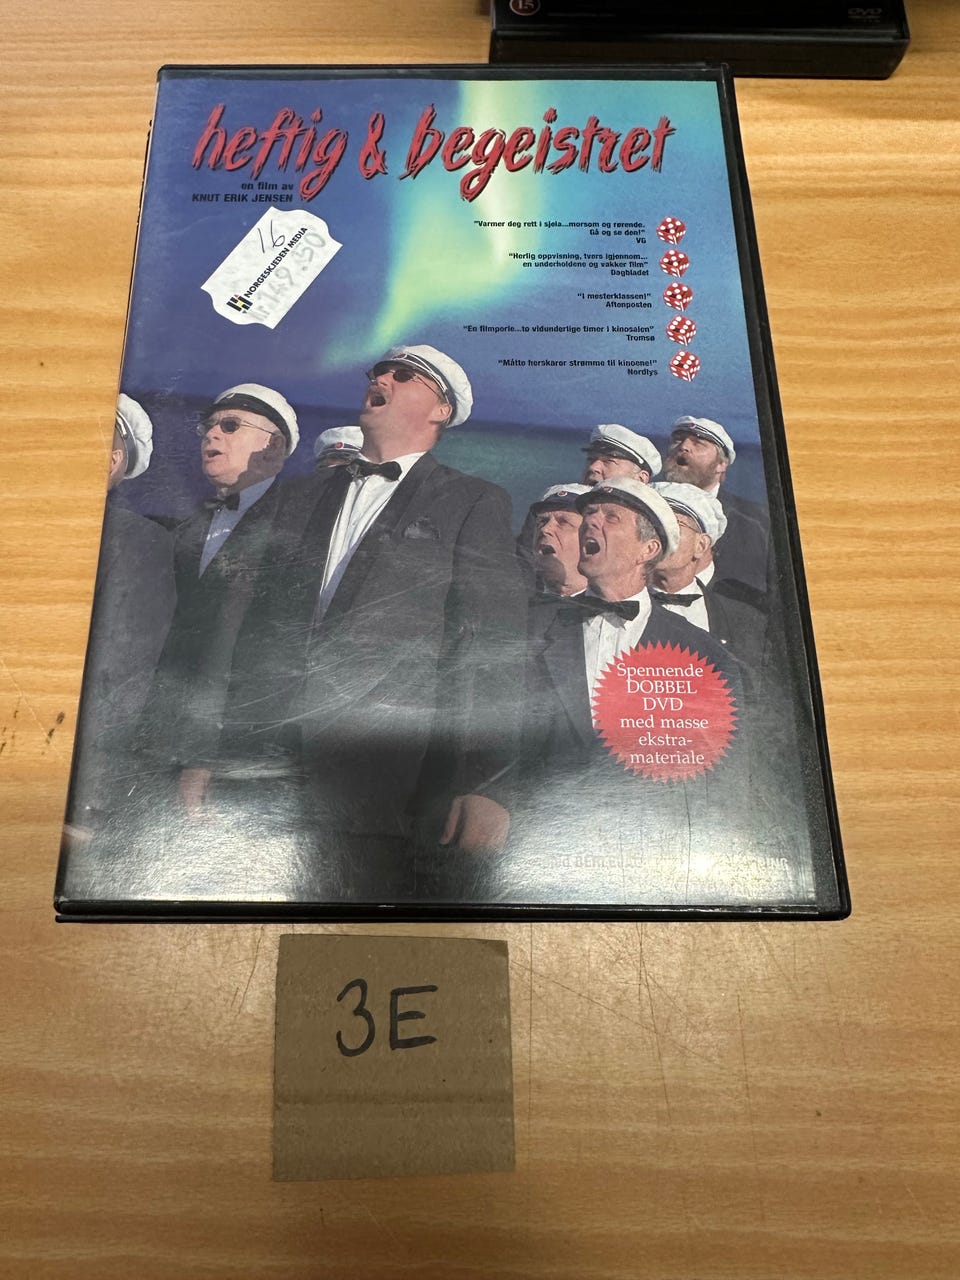 15
DVD
heftig & begeistret
en film av
KNUT ERIK JENSEN
16
NORGESKJEDEN MEDIA
149.50
"Varmer deg rett i sjela...morsom og rørende.
Gå og se den!"
VG
"Herlig oppvisning, tvers igjennom...
en underholdene og vakker film"
Dagbladet
"I mesterklassen!"
Aftenposten
"En filmperle...to vidunderlige timer i kinosalen"
Tromsø
"Måtte herskarer strømme til kinoene!"
Nordlys
Spennende
DOBBEL
DVD
med masse
ekstra-
materiale
3E